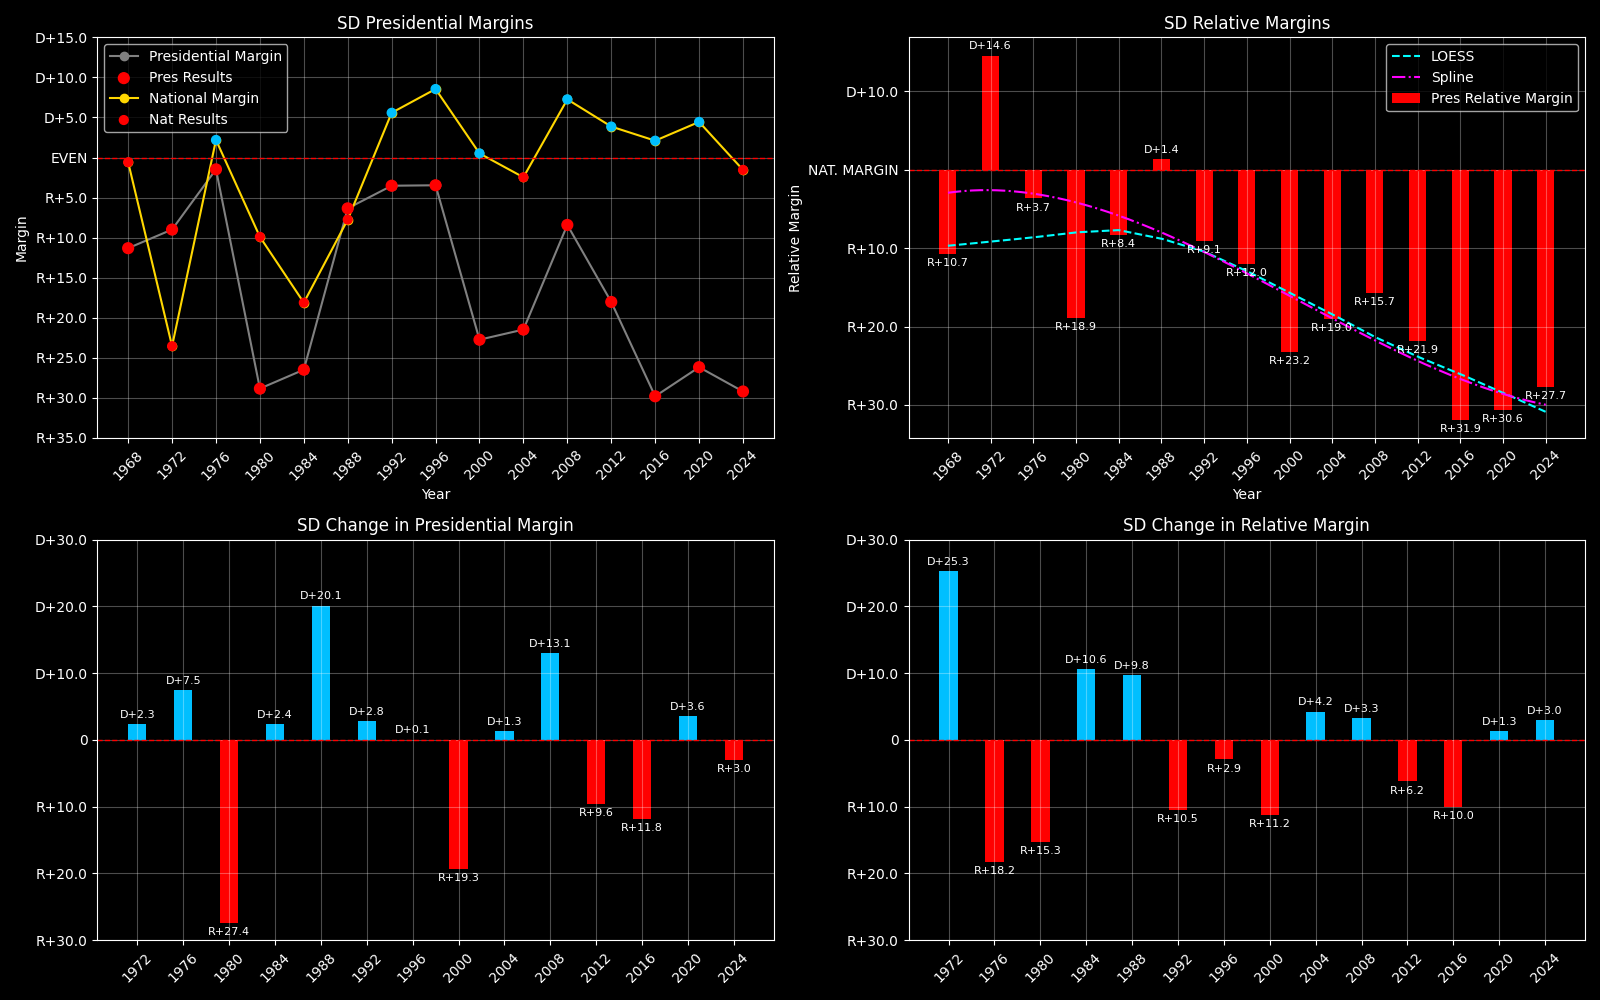 SD Presidential Margins
D+15.0
D+10.0
D+5.0
EVEN
R+5.0
R+10.0
R+15.0
R+20.0
R+25.0
R+30.0
R+35.0
Margin
Presidential Margin
Pres Results
National Margin
Nat Results
1968
1972
1976
1980
1984
1988
1992
1996
2000
2004
2008
2012
2016
2020
2024
Year
SD Relative Margins
D+10.0
NAT. MARGIN
R+10.0
R+20.0
R+30.0
Relative Margin
LOESS
Spline
Pres Relative Margin
R+10.7
D+14.6
R+3.7
R+18.9
R+8.4
D+1.4
R+9.1
R+12.0
R+23.2
R+19.0
R+15.7
R+21.9
R+31.9
R+30.6
R+27.7
1968
1972
1976
1980
1984
1988
1992
1996
2000
2004
2008
2012
2016
2020
2024
Year
SD Change in Presidential Margin
D+30.0
D+20.0
D+10.0
0
R+10.0
R+20.0
R+30.0
D+2.3
D+7.5
R+27.4
D+2.4
D+20.1
D+2.8
D+0.1
R+19.3
D+1.3
D+13.1
R+9.6
R+11.8
D+3.6
R+3.0
1972
1976
1980
1984
1988
1992
1996
2000
2004
2008
2012
2016
2020
2024
SD Change in Relative Margin
D+30.0
D+20.0
D+10.0
0
R+10.0
R+20.0
R+30.0
D+25.3
R+18.2
R+15.3
D+10.6
D+9.8
R+10.5
R+2.9
R+11.2
D+4.2
D+3.3
R+6.2
R+10.0
D+1.3
D+3.0
1972
1976
1980
1984
1988
1992
1996
2000
2004
2008
2012
2016
2020
2024